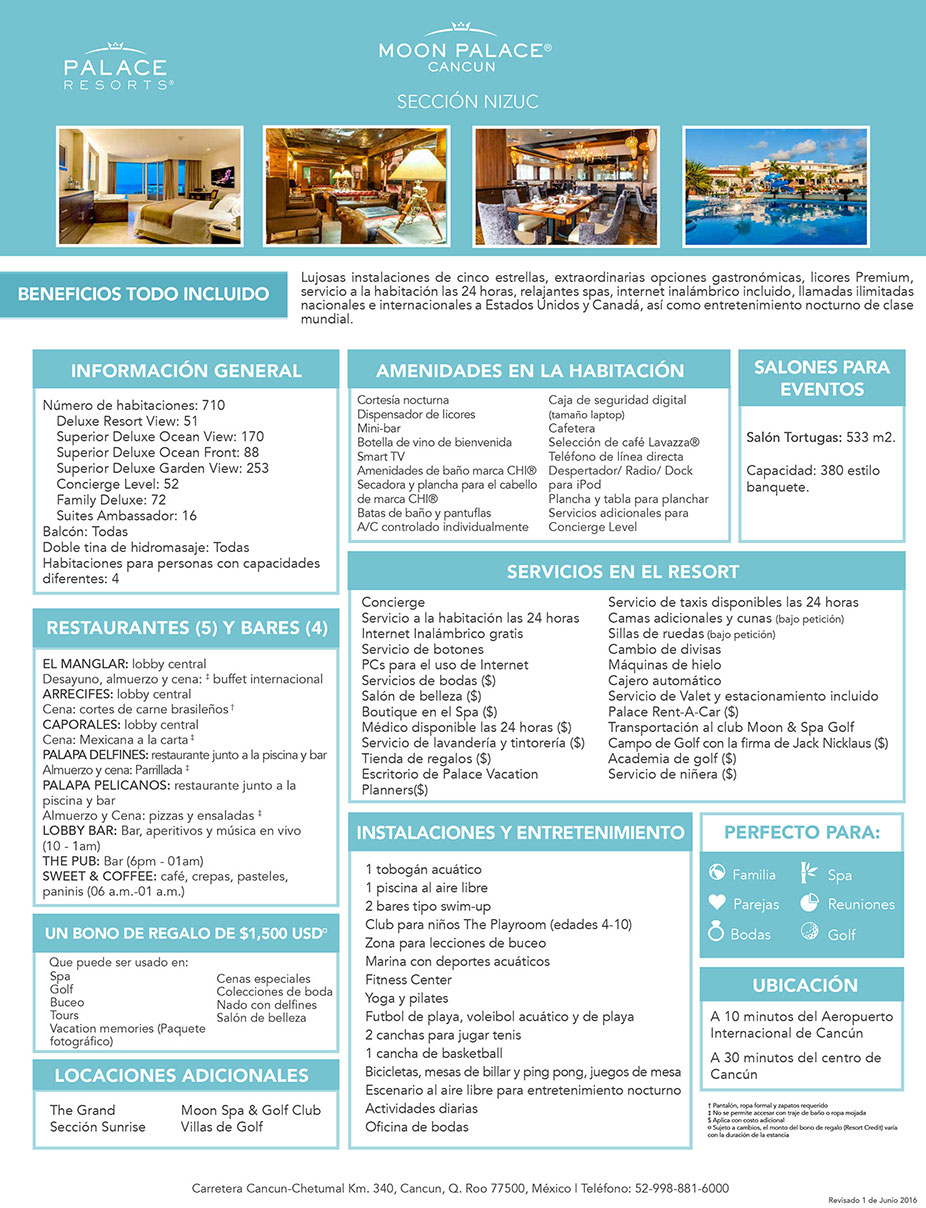 PALACE
RESORTS®
MOON PALACE®
CANCUN
SECCIÓN NIZUC
BENEFICIOS TODO INCLUIDO
Lujosas instalaciones de cinco estrellas, extraordinarias opciones gastronómicas, licores Premium,
servicio a la habitación las 24 horas, relajantes spas, internet inalámbrico incluido, llamadas ilimitadas
nacionales e internacionales a Estados Unidos y Canadá, así como entretenimiento nocturno de clase
mundial.
INFORMACIÓN GENERAL
Número de habitaciones: 710
Deluxe Resort View: 51
Superior Deluxe Ocean View: 170
Superior Deluxe Ocean Front: 88
Superior Deluxe Garden View: 253
Concierge Level: 52
Family Deluxe: 72
Suites Ambassador: 16
Balcón: Todas
Doble tina de hidromasaje: Todas
Habitaciones para personas con capacidades
diferentes: 4
AMENIDADES EN LA HABITACIÓN
Cortesía nocturna
Dispensador de licores
Mini-bar
Botella de vino de bienvenida
Smart TV
Amenidades de baño marca CHI®
Secadora y plancha para el cabello
de marca CHI®
Batas de baño y pantuflas
A/C controlado individualmente
Caja de seguridad digital
(tamaño laptop)
Cafetera
Selección de café Lavazza®
Teléfono de línea directa
Despertador/ Radio/ Dock
para iPod
Plancha y tabla para planchar
Servicios adicionales para
Concierge Level
SALONES PARA
EVENTOS
Salón Tortugas: 533 m2.
Capacidad: 380 estilo
banquete.
SERVICIOS EN EL RESORT
Concierge
Servicio a la habitación las 24 horas
Internet Inalámbrico gratis
Servicio de botones
PCs para el uso de Internet
Servicios de bodas ($)
Salón de belleza ($)
Boutique en el Spa ($)
Médico disponible las 24 horas ($)
Servicio de lavandería y tintorería ($)
Tienda de regalos ($)
Escritorio de Palace Vacation
Planners($)
Servicio de taxis disponibles las 24 horas
Camas adicionales y cunas (bajo petición)
Sillas de ruedas (bajo petición)
Cambio de divisas
Máquinas de hielo
Cajero automático
Servicio de Valet y estacionamiento incluido
Palace Rent-A-Car ($)
Transportación al club Moon & Spa Golf
Campo de Golf con la firma de Jack Nicklaus ($)
Academia de golf ($)
Servicio de niñera ($)
RESTAURANTES (5) Y BARES (4)
EL MANGLAR: lobby central
Desayuno, almuerzo y cena: ‡ buffet internacional
ARRECIFES: lobby central
Cena: cortes de carne brasileños †
CAPORALES: lobby central
Cena: Mexicana a la carta ‡
PALAPA DELFINES: restaurante junto a la piscina y bar
Almuerzo y cena: Parrillada ‡
PALAPA PELICANOS: restaurante junto a la
piscina y bar
Almuerzo y Cena: pizzas y ensaladas ‡
LOBBY BAR: Bar, aperitivos y música en vivo
(10 - 1am)
THE PUB: Bar (6pm - 01am)
SWEET & COFFEE: café, crepas, pasteles,
paninis (06 a.m.-01 a.m.)
UN BONO DE REGALO DE $1,500 USD¤
Que puede ser usado en:
Spa
Golf
Buceo
Tours
Vacation memories (Paquete
fotográfico)
Cenas especiales
Colecciones de boda
Nado con delfines
Salón de belleza
LOCACIONES ADICIONALES
The Grand
Sección Sunrise
Moon Spa & Golf Club
Villas de Golf
INSTALACIONES Y ENTRETENIMIENTO
1 tobogán acuático
1 piscina al aire libre
2 bares tipo swim-up
Club para niños The Playroom (edades 4-10)
Zona para lecciones de buceo
Marina con deportes acuáticos
Fitness Center
Yoga y pilates
Futbol de playa, voleibol acuático y de playa
2 canchas para jugar tenis
1 cancha de basketball
Bicicletas, mesas de billar y ping pong, juegos de mesa
Escenario al aire libre para entretenimiento nocturno
Actividades diarias
Oficina de bodas
PERFECTO PARA:
Familia
Parejas
Bodas
Spa
Reuniones
Golf
UBICACIÓN
A 10 minutos del Aeropuerto
Internacional de Cancún
A 30 minutos del centro de
Cancún
† Pantalón, ropa formal y zapatos requerido
‡ No se permite accesar con traje de baño o ropa mojada
$ Aplica con costo adicional
¤ Sujeto a cambios, el monto del bono de regalo (Resort Credit) varía
con la duración de la estancia
Carretera Cancun-Chetumal Km. 340, Cancun, Q. Roo 77500, México l Teléfono: 52-998-881-6000
Revisado 1 de Junio 2016